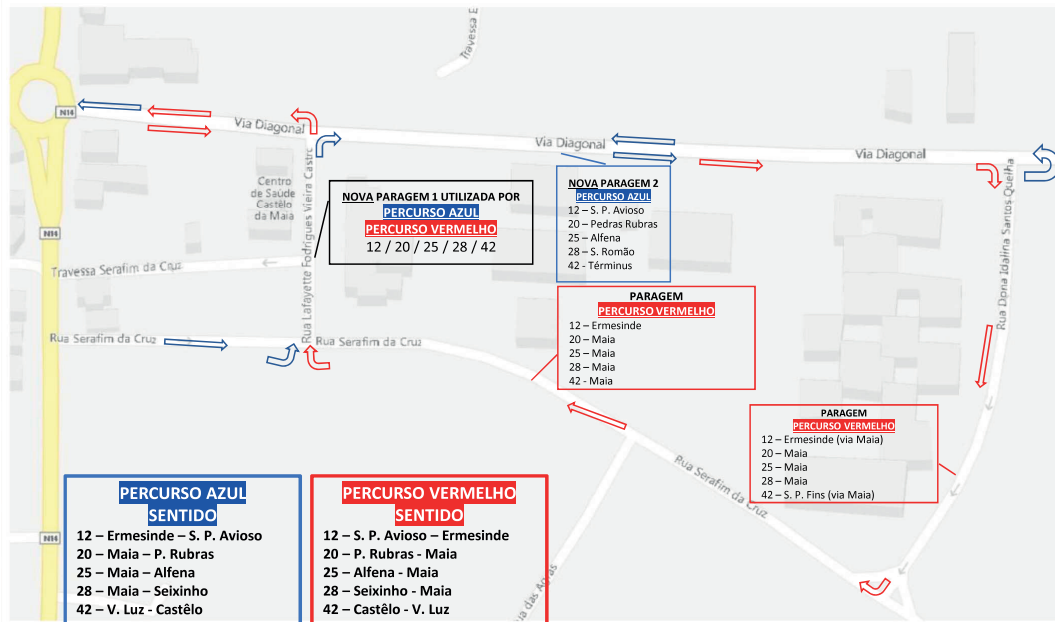 Travessa E
N14
Via Diagonal
Via Diagonal
Via Diagonal
Centro
de Saúde
Castêlo
da Maia
Rua Lafayette Rodrigues Vieira Castro
NOVA PARAGEM 1 UTILIZADA POR
PERCURSO AZUL
PERCURSO VERMELHO
12 / 20 / 25 / 28 / 42
NOVA PARAGEM 2
PERCURSO AZUL
12 – S. P. Avioso
20 – Pedras Rubras
25 – Alfena
28 – S. Romão
42 - Términus
Rua Dona Idalina Santos Quelha
N14
Travessa Serafim da Cruz
Rua Serafim da Cruz
Rua Serafim da Cruz
PARAGEM
PERCURSO VERMELHO
12 – Ermesinde
20 – Maia
25 – Maia
28 – Maia
42 - Maia
PARAGEM
PERCURSO VERMELHO
12 – Ermesinde (via Maia)
20 – Maia
25 – Maia
28 – Maia
42 – S. P. Fins (via Maia)
Rua Serafim da Cruz
N14
PERCURSO AZUL
SENTIDO
12 – Ermesinde – S. P. Avioso
20 – Maia – P. Rubras
25 – Maia – Alfena
28 – Maia – Seixinho
42 – V. Luz - Castêlo
PERCURSO VERMELHO
SENTIDO
12 – S. P. Avioso – Ermesinde
20 – P. Rubras - Maia
25 – Alfena - Maia
28 – Seixinho - Maia
42 – Castêlo - V. Luz
ua das Agras